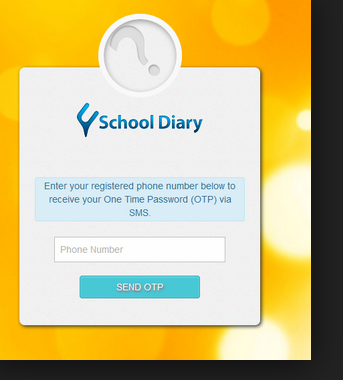 School Diary
Enter your registered phone number below to
receive your One Time Password (OTP) via
SMS.
Phone Number
SEND OTP